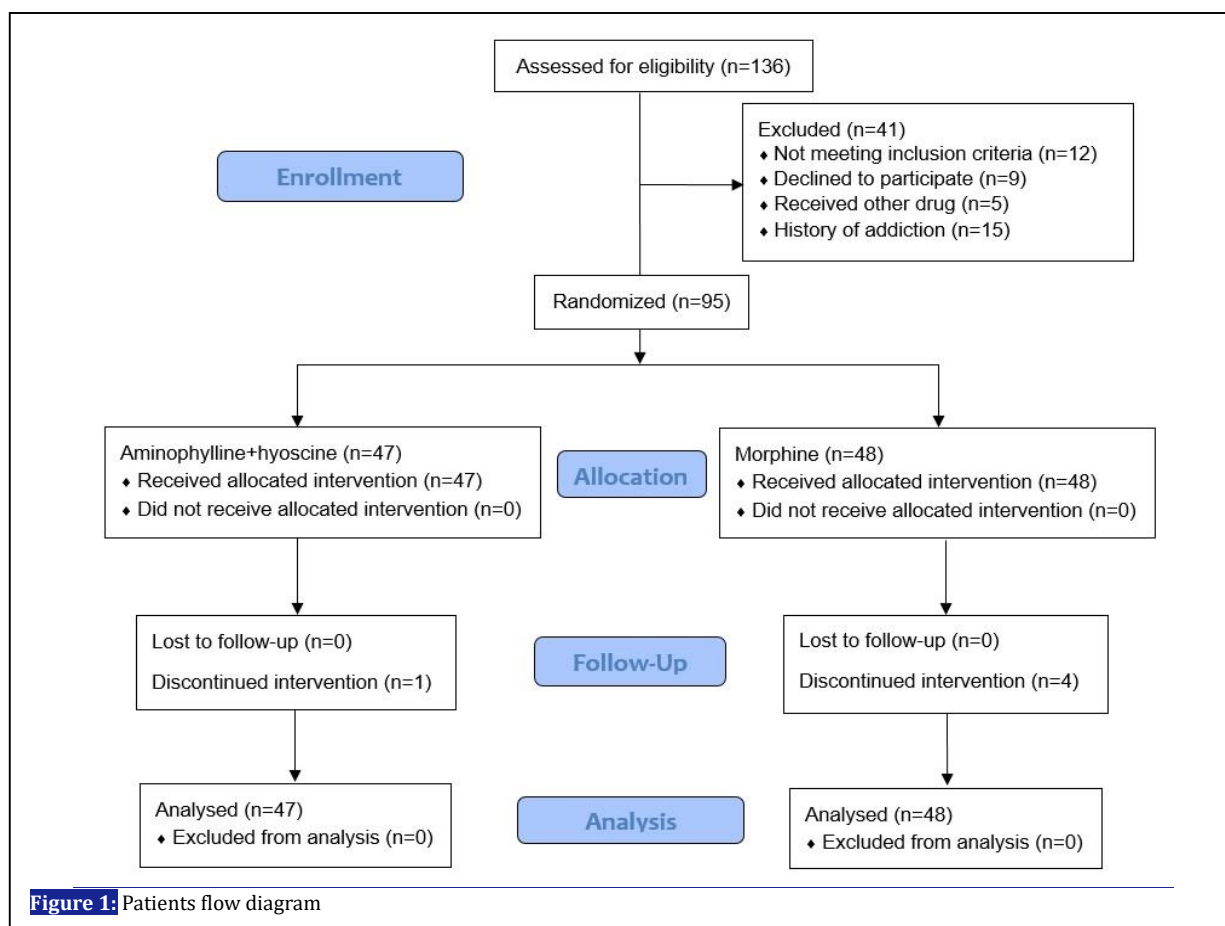 Assessed for eligibility (n=136)
Excluded (n=41)
♦ Not meeting inclusion criteria (n=12)
♦ Declined to participate (n=9)
♦ Received other drug (n=5)
♦ History of addiction (n=15)
Enrollment
Randomized (n=95)
Aminophylline+hyoscine (n=47)
♦ Received allocated intervention (n=47)
♦ Did not receive allocated intervention (n=0)
Allocation
Morphine (n=48)
♦ Received allocated intervention (n=48)
♦ Did not receive allocated intervention (n=0)
Lost to follow-up (n=0)
Discontinued intervention (n=1)
Follow-Up
Lost to follow-up (n=0)
Discontinued intervention (n=4)
Analysed (n=47)
♦ Excluded from analysis (n=0)
Analysis
Analysed (n=48)
♦ Excluded from analysis (n=0)
Figure 1: Patients flow diagram